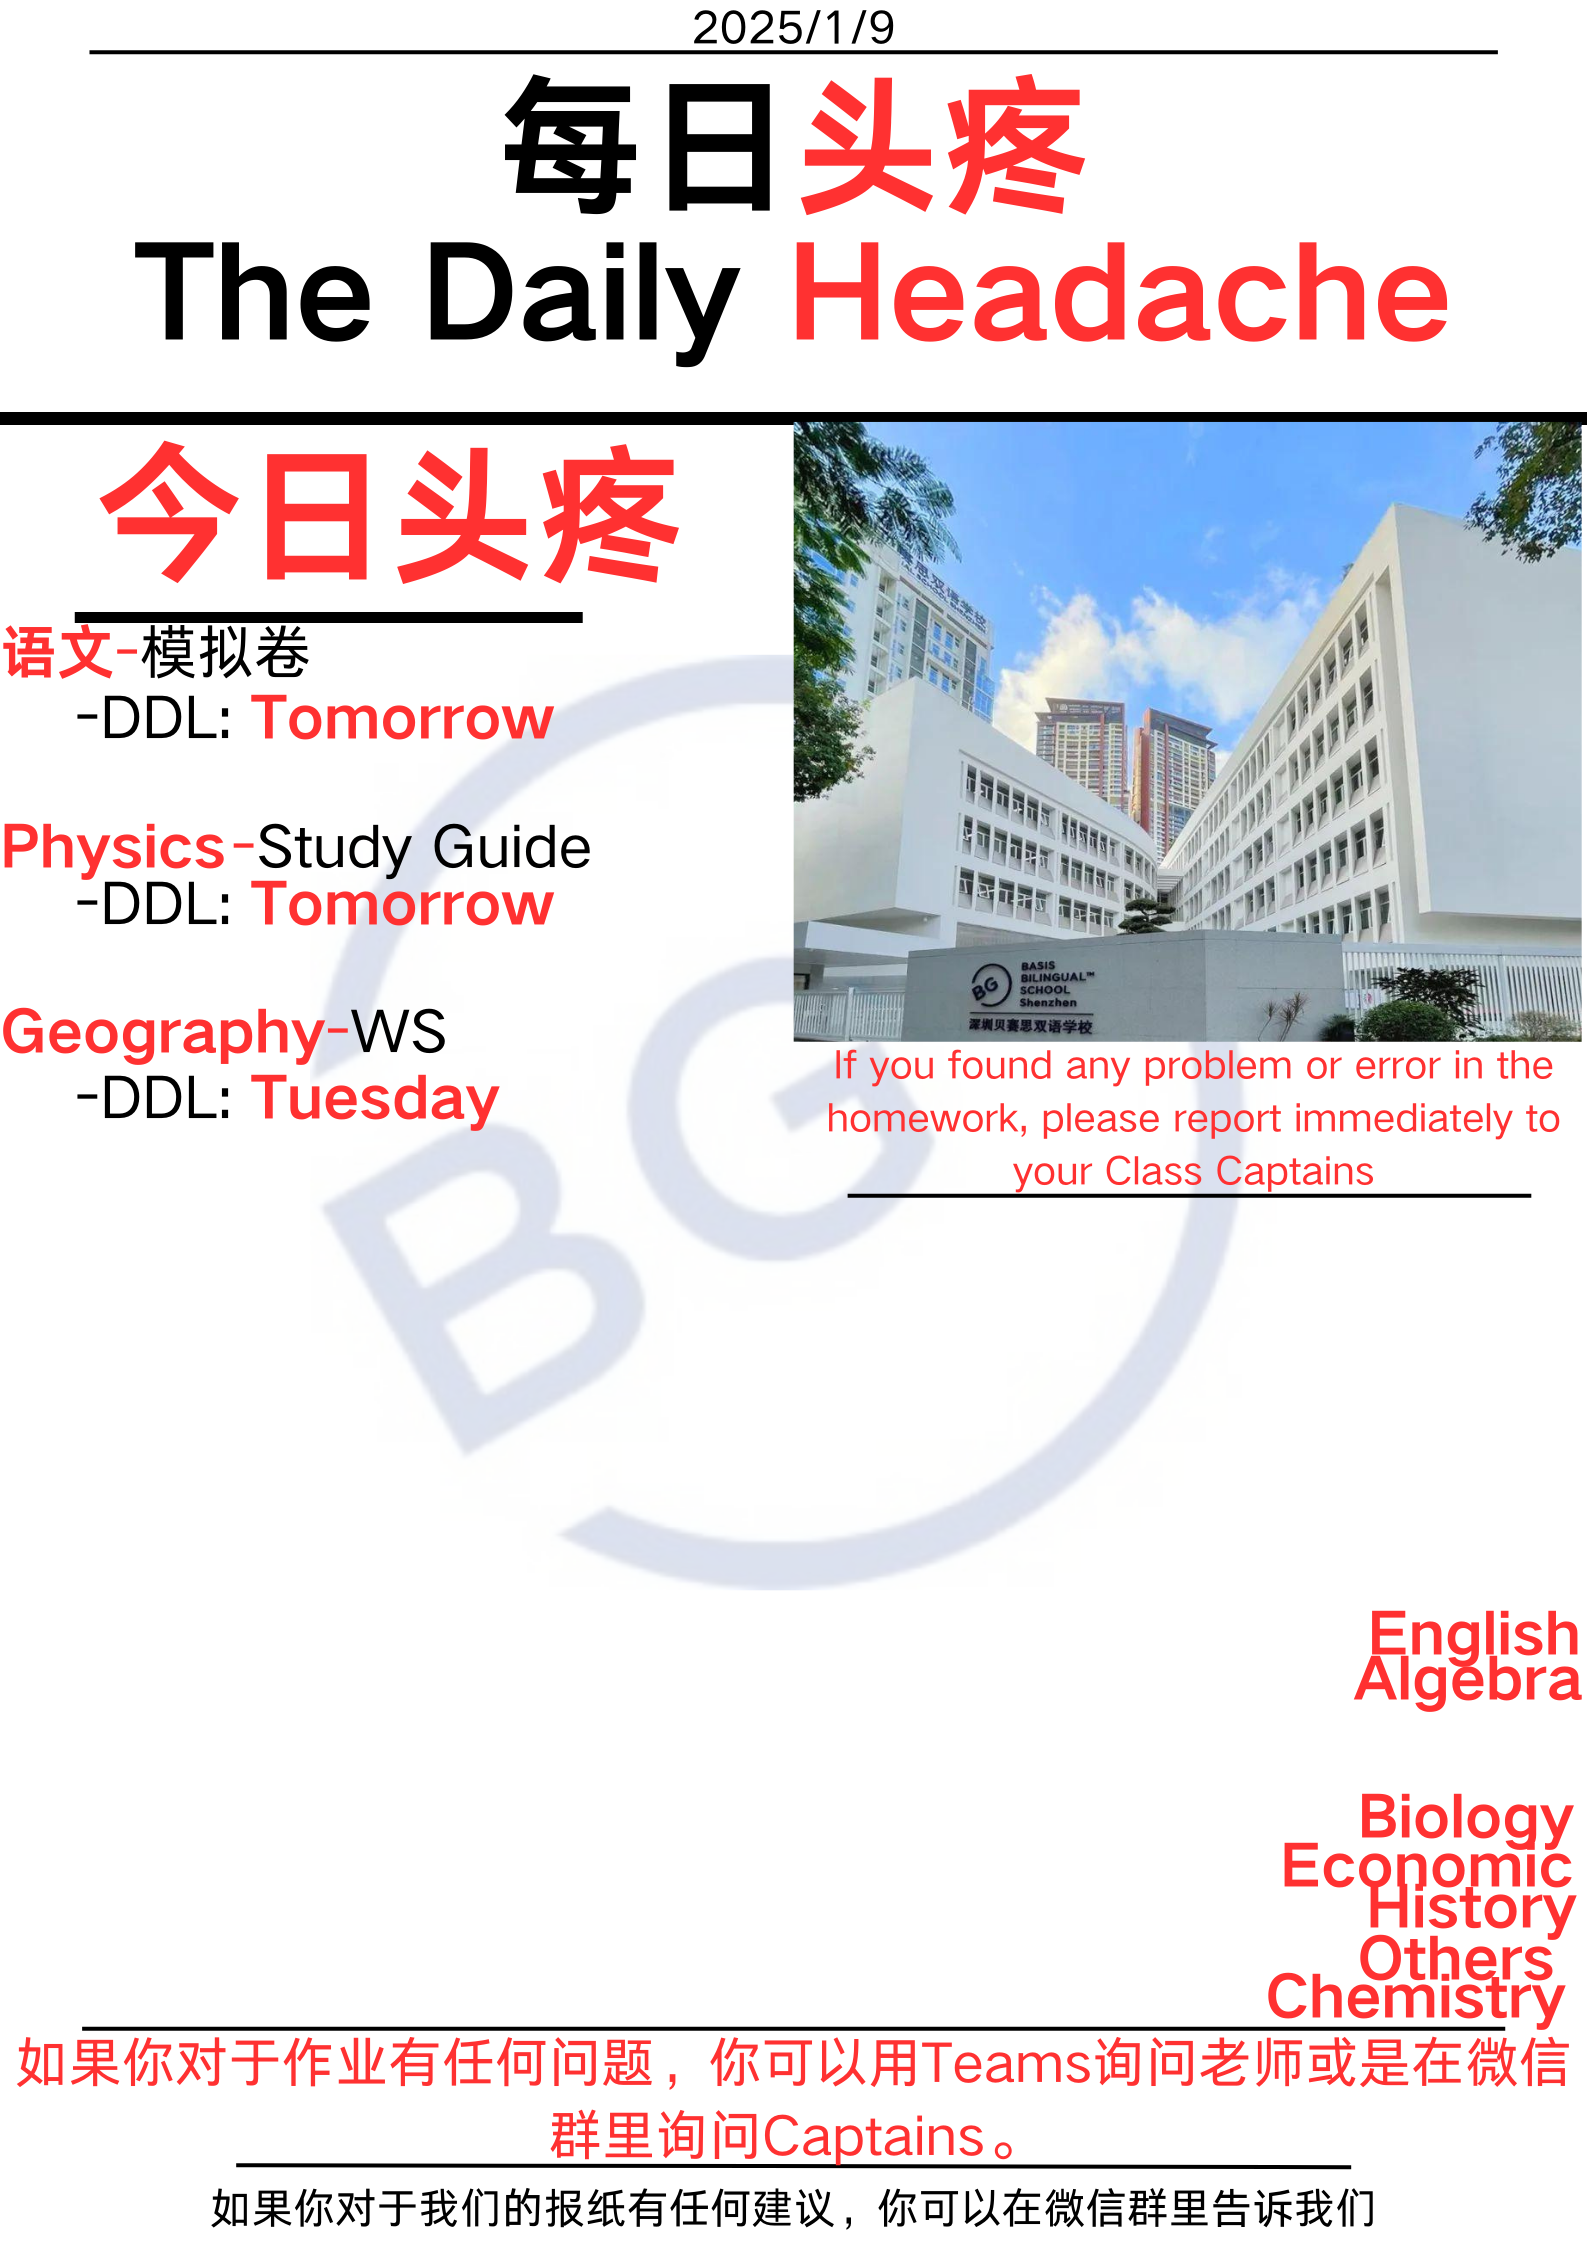 2025/1/9
每日头疼
The Daily Headache
今日头疼
语文-模拟卷
-DDL: Tomorrow
Physics-Study Guide
-DDL: Tomorrow
Geography-WS
-DDL: Tuesday
思双语学校
BG
BASIS
BILINGUAL™
SCHOOL
Shenzhen
深圳贝赛思双语学校
If you found any problem or error in the
homework, please report immediately to
your Class Captains
BG
English
Algebra
Biology
Economic
History
Others
Chemistry
如果你对于作业有任何问题，你可以用Teams询问老师或是在微信
群里询问Captains。
如果你对于我们的报纸有任何建议，你可以在微信群里告诉我们